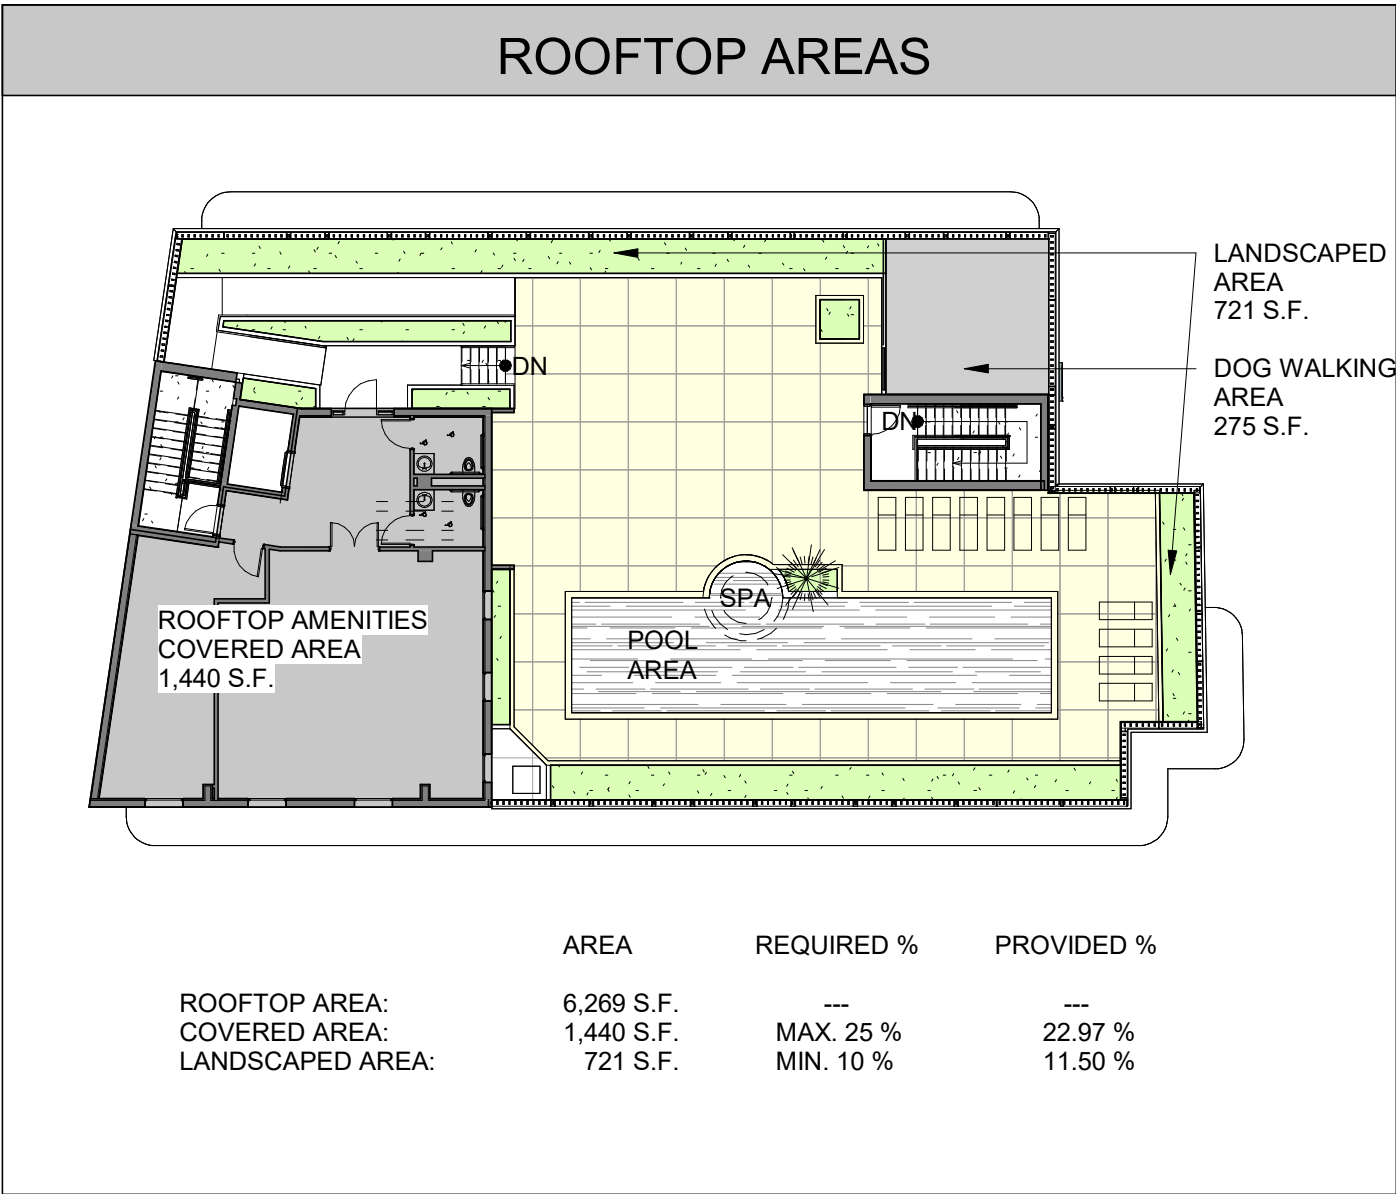 ROOFTOP AREAS
LANDSCAPED
AREA
721 S.F.
DOG WALKING
AREA
275 S.F.
DN
DN
SPA
POOL
AREA
ROOFTOP AMENITIES
COVERED AREA
1,440 S.F.
AREA REQUIRED % PROVIDED %
ROOFTOP AREA: 6,269 S.F. --- ---
COVERED AREA: 1,440 S.F. MAX. 25 % 22.97 %
LANDSCAPED AREA: 721 S.F. MIN. 10 % 11.50 %